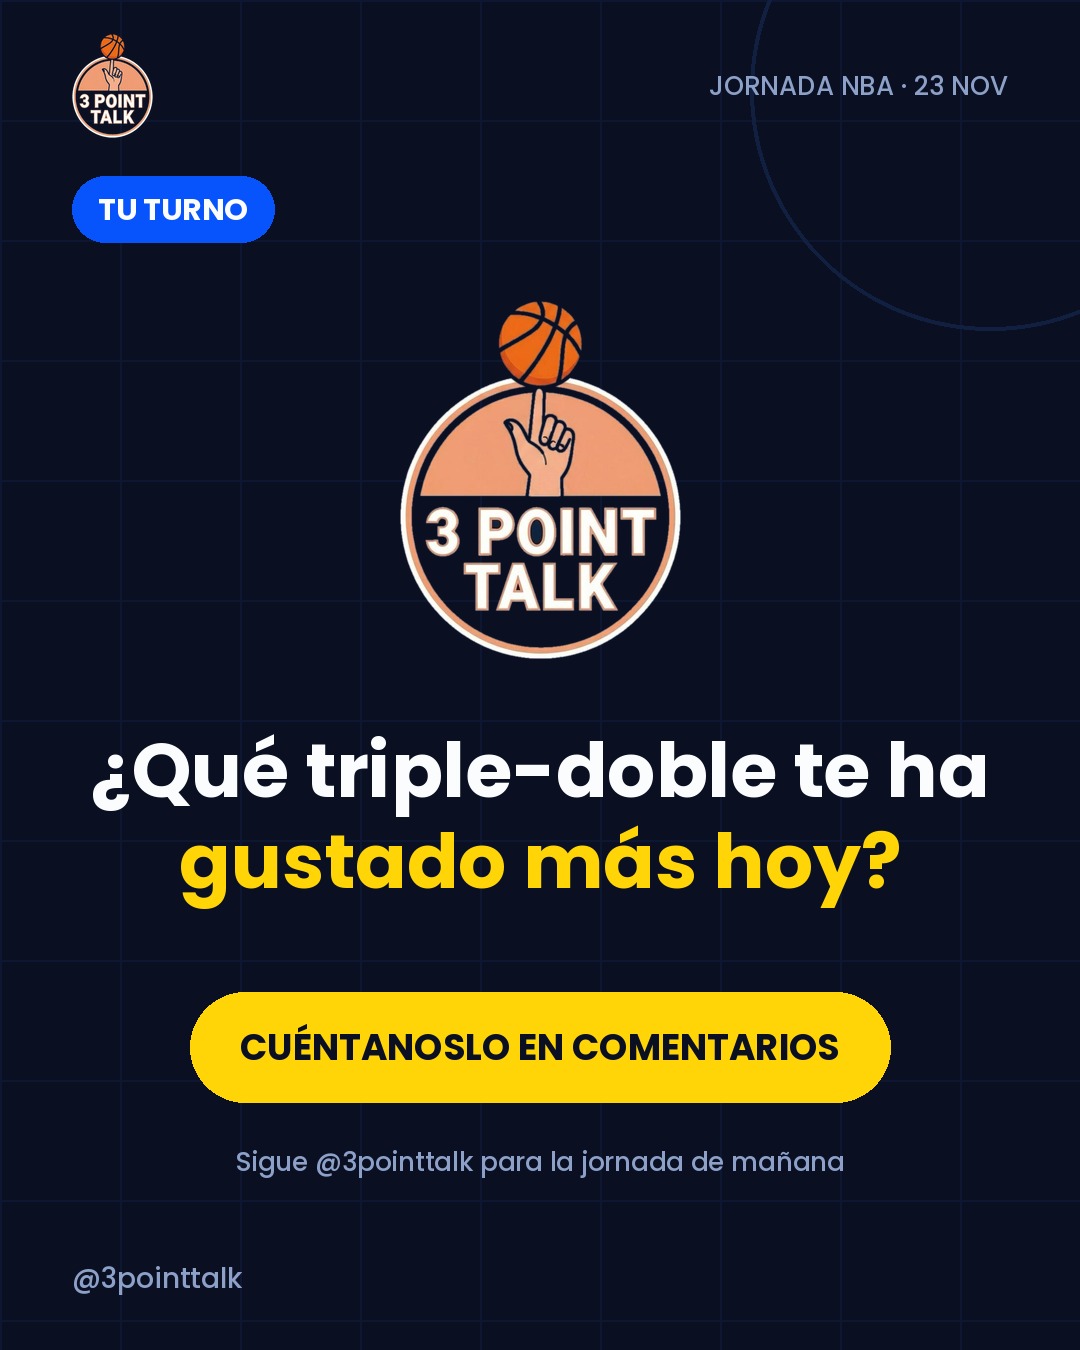 3 POINT
TALK
JORNADA NBA · 23 NOV
TU TURNO
3 POINT
TALK
¿Qué triple-doble te ha
gustado más hoy?
CUÉNTANOSLO EN COMENTARIOS
Sigue @3pointtalk para la jornada de mañana
@3pointtalk